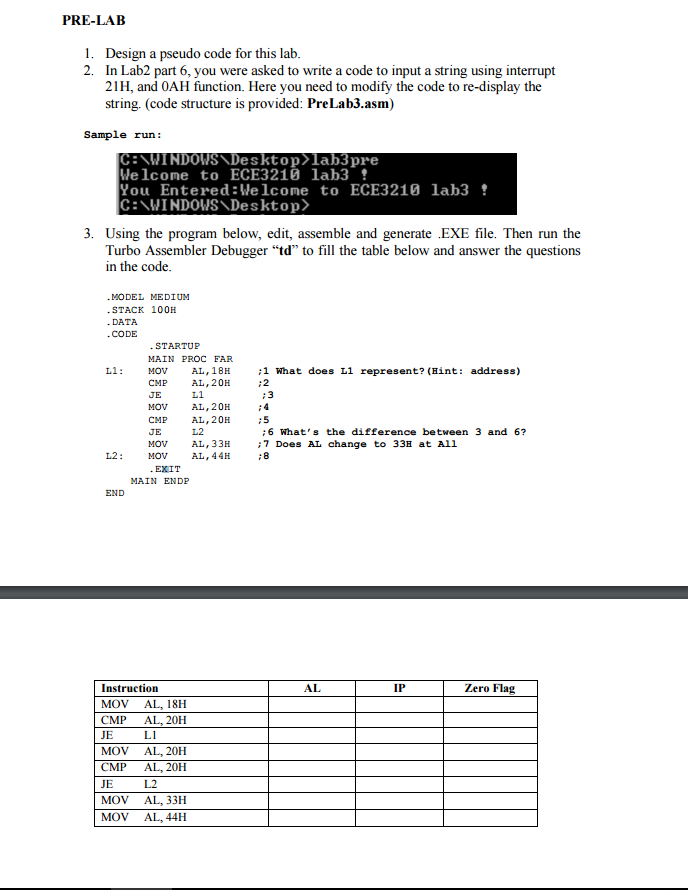 PRE-LAB
1. Design a pseudo code for this lab.
2. In Lab2 part 6, you were asked to write a code to input a string using interrupt
21H, and 0AH function. Here you need to modify the code to re-display the
string. (code structure is provided: PreLab3.asm)
Sample run:
C:\WINDOWS\Desktop>lab3pre
Welcome to ECE3210 lab3 !
You Entered:Welcome to ECE3210 lab3 !
C:\WINDOWS\Desktop>
3. Using the program below, edit, assemble and generate .EXE file. Then run the
Turbo Assembler Debugger “td” to fill the table below and answer the questions
in the code.
.MODEL MEDIUM
.STACK 100H
.DATA
.CODE
.STARTUP
MAIN PROC FAR
L1: MOV AL,18H ;1 What does L1 represent?(Hint: address)
CMP AL,20H ;2
JE L1 ;3
MOV AL,20H ;4
CMP AL,20H ;5
JE L2 ;6 What's the difference between 3 and 6?
MOV AL,33H ;7 Does AL change to 33H at All
L2: MOV AL,44H ;8
.EXIT
MAIN ENDP
END
Instruction AL IP Zero Flag
MOV AL, 18H
CMP AL, 20H
JE L1
MOV AL, 20H
CMP AL, 20H
JE L2
MOV AL, 33H
MOV AL, 44H